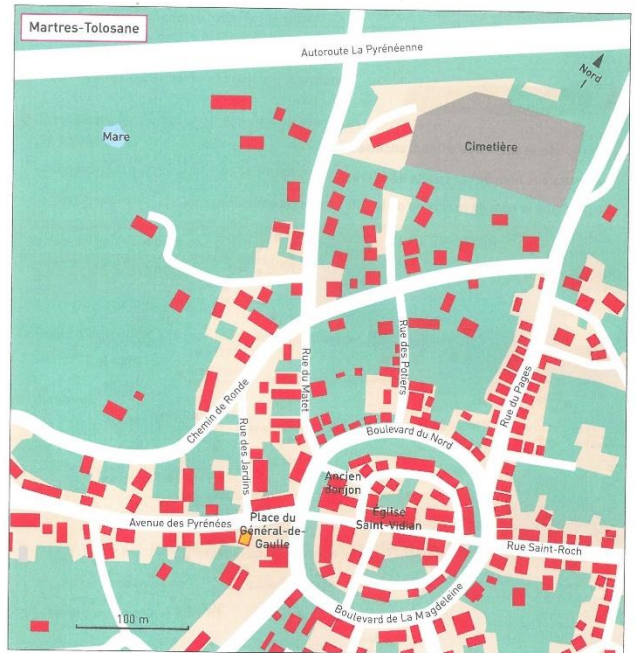 Martres-Tolosane
Autoroute La Pyrénéenne
Nord
Mare
Cimetière
Rue des Potiers
Rue du Matet
Rue du Pages
Chemin de Ronde
Rue des Jardins
Boulevard du Nord
Ancien
donjon
Église
Saint-Vidian
Avenue des Pyrénées
Place du
Général-de-
Gaulle
Rue Saint-Roch
Boulevard de La Magdeleine
100 m